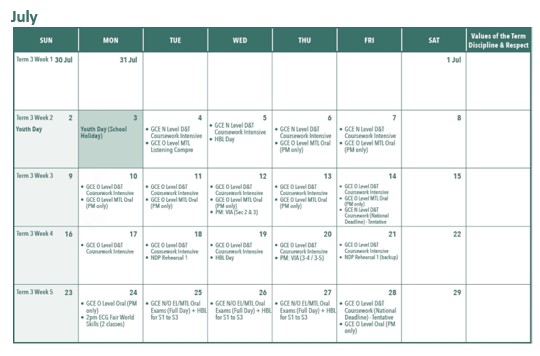 July
SUN MON TUE WED THU FRI SAT Values of the Term
Discipline & Respect
Term 3 Week 1 30 Jul
31 Jul
1 Jul
Term 3 Week 2 2
Youth Day
3
Youth Day (School
Holiday)
4
• GCE N Level D&T
Coursework Intensive
• GCE O Level MTL
Listening Compre
5
• GCE N Level D&T
Coursework Intensive
• HBL Day
6
• GCE N Level D&T
Coursework Intensive
• GCE O Level MTL Oral
(PM only)
7
• GCE N Level D&T
Coursework Intensive
• GCE O Level MTL Oral
(PM only)
8
Term 3 Week 3 9
10
• GCE O Level D&T
Coursework Intensive
• GCE O Level MTL Oral
(PM only)
11
• GCE O Level D&T
Coursework Intensive
• GCE O Level MTL Oral
(PM only)
12
• GCE O Level D&T
Coursework Intensive
• GCE O Level MTL Oral
(PM only)
• PM: VIA (Sec 2 & 3)
13
• GCE O Level D&T
Coursework Intensive
• GCE O Level MTL Oral
(PM only)
14
• GCE O Level D&T
Coursework Intensive
• GCE O Level MTL Oral
(PM only)
• GCE N Level D&T
Coursework (National
Deadline) - Tentative
15
Term 3 Week 4 16
17
• GCE O Level D&T
Coursework Intensive
18
• GCE O Level D&T
Coursework Intensive
• NDP Rehearsal 1
19
• GCE O Level D&T
Coursework Intensive
• HBL Day
20
• GCE O Level D&T
Coursework Intensive
• PM: VIA (3-4 / 3-5)
21
• GCE O Level D&T
Coursework Intensive
• NDP Rehearsal 1 (backup)
22
Term 3 Week 5 23
24
• GCE O Level Oral (PM
only)
• 2pm ECG Fair World
Skills (2 classes)
25
• GCE N/O EL/MTL Oral
Exams (Full Day) + HBL
for S1 to S3
26
• GCE N/O EL/MTL Oral
Exams (Full Day) + HBL
for S1 to S3
27
• GCE N/O EL/MTL Oral
Exams (Full Day) + HBL
for S1 to S3
28
• GCE O Level D&T
Coursework (National
Deadline) - Tentative
• GCE O Level Oral (PM
only)
29